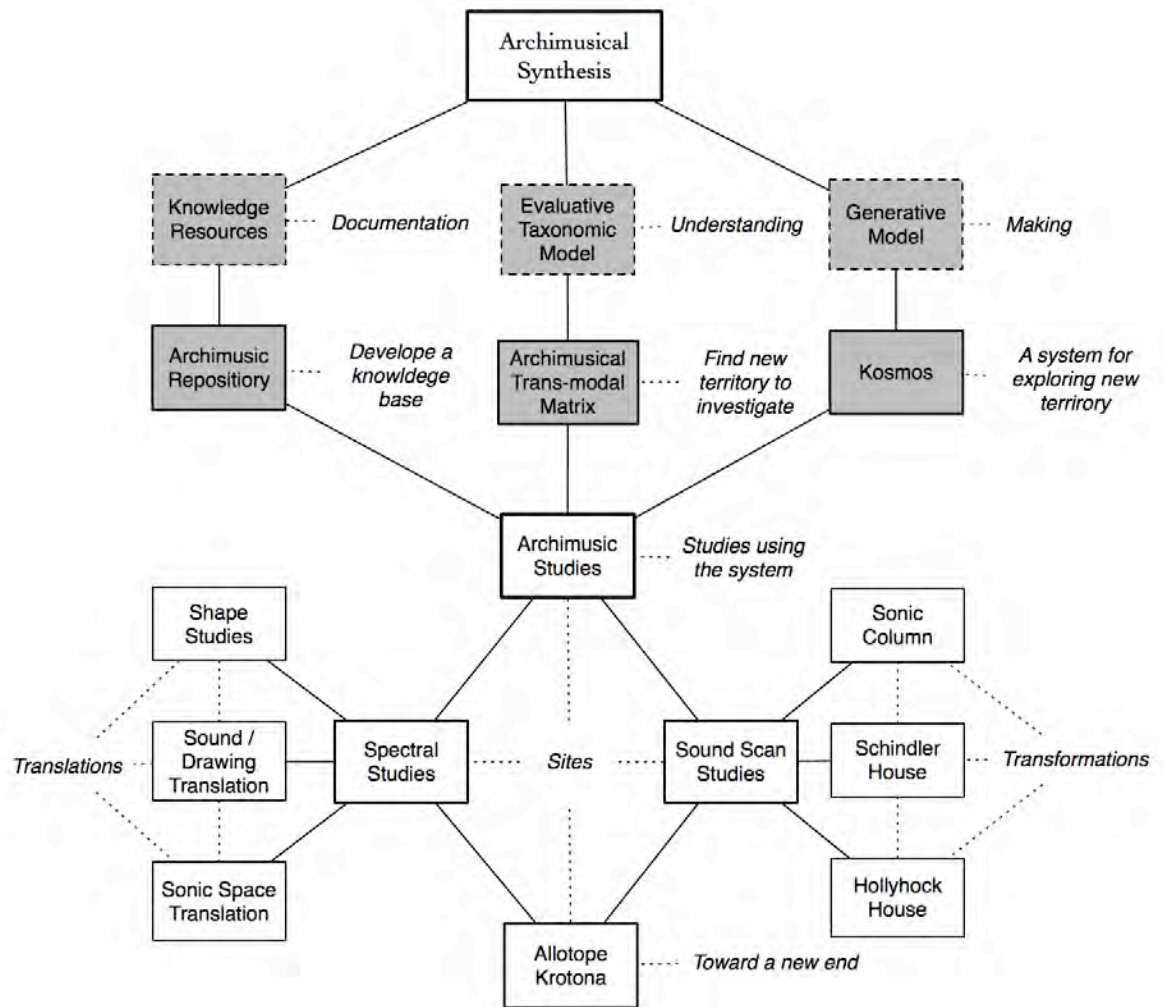 Archimusical
Synthesis
Knowledge
Resources
Documentation
Evaluative
Taxonomic
Model
Understanding
Generative
Model
Making
Archimusic
Repositiory
Develope a
knowldege
base
Archimusical
Trans-modal
Matrix
Find new
territory to
investigate
Kosmos
A system for
exploring new
terrirory
Archimusic
Studies
Studies using
the system
Shape
Studies
Sonic
Column
Translations
Sound /
Drawing
Translation
Spectral
Studies
Sites
Sound Scan
Studies
Schindler
House
Transformations
Sonic Space
Translation
Hollyhock
House
Allotope
Krotona
Toward a new end